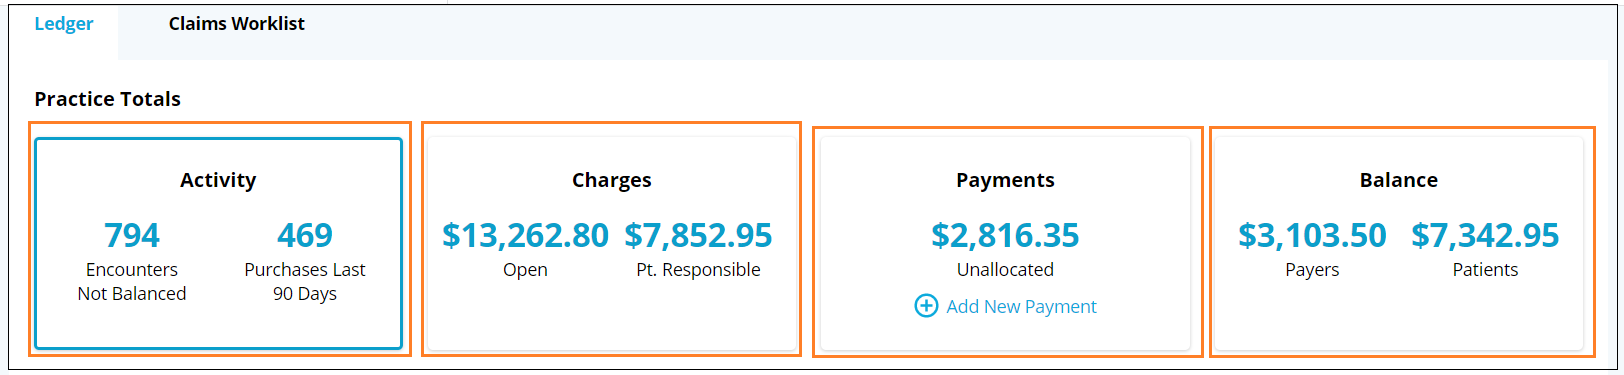 Ledger
Claims Worklist
Practice Totals
Activity
794
Encounters
Not Balanced
469
Purchases Last
90 Days
Charges
$13,262.80
Open
$7,852.95
Pt. Responsible
Payments
$2,816.35
Unallocated
Add New Payment
Balance
$3,103.50
Payers
$7,342.95
Patients